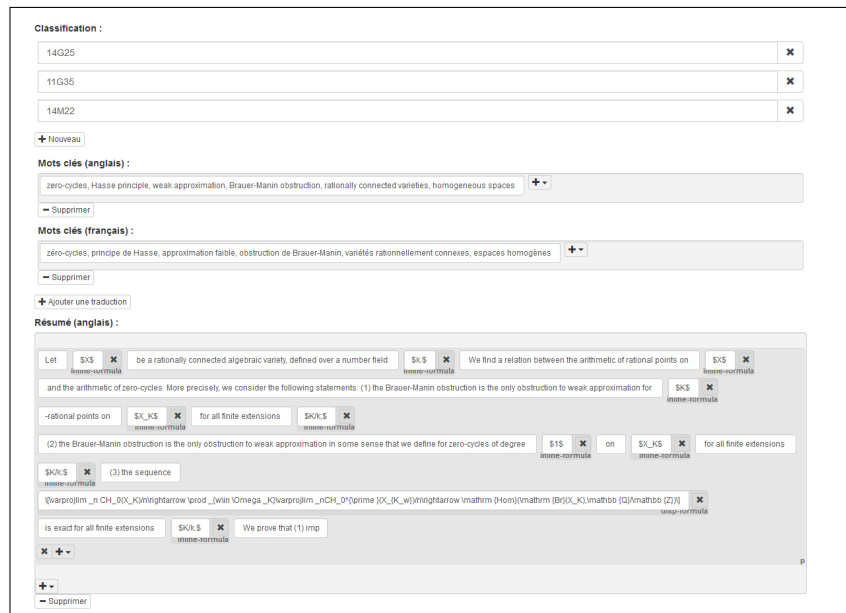 Classification :
14G25 ✖
11G35 ✖
14M22 ✖
+ Nouveau
Mots clés (anglais) :
zero-cycles, Hasse principle, weak approximation, Brauer-Manin obstruction, rationally connected varieties, homogeneous spaces +
− Supprimer
Mots clés (français) :
zéro-cycles, principe de Hasse, approximation faible, obstruction de Brauer-Manin, variétés rationnellement connexes, espaces homogènes +
− Supprimer
+ Ajouter une traduction
Résumé (anglais) :
Let $X$ ✖ be a rationally connected algebraic variety, defined over a number field $k.$ ✖ We find a relation between the arithmetic of rational points on $X$ ✖
inline-formula inline-formula inline-formula
and the arithmetic of zero-cycles. More precisely, we consider the following statements: (1) the Brauer-Manin obstruction is the only obstruction to weak approximation for $K$ ✖
inline-formula
-rational points on $X_K$ ✖ for all finite extensions $K/k;$ ✖
inline-formula inline-formula
(2) the Brauer-Manin obstruction is the only obstruction to weak approximation in some sense that we define for zero-cycles of degree $1$ ✖ on $X_K$ ✖ for all finite extensions
inline-formula inline-formula
$K/k;$ ✖ (3) the sequence
inline-formula
\[\varprojlim _n CH_0(X_K)/n\rightarrow \prod _{w\in \Omega _K}\varprojlim _nCH_0^{\prime }(X_{K_w})/n\rightarrow \mathrm {Hom}(\mathrm {Br}(X_K),\mathbb {Q}/\mathbb {Z})\] ✖
disp-formula
is exact for all finite extensions $K/k.$ ✖ We prove that (1) imp
inline-formula
✖ +
p
+
− Supprimer